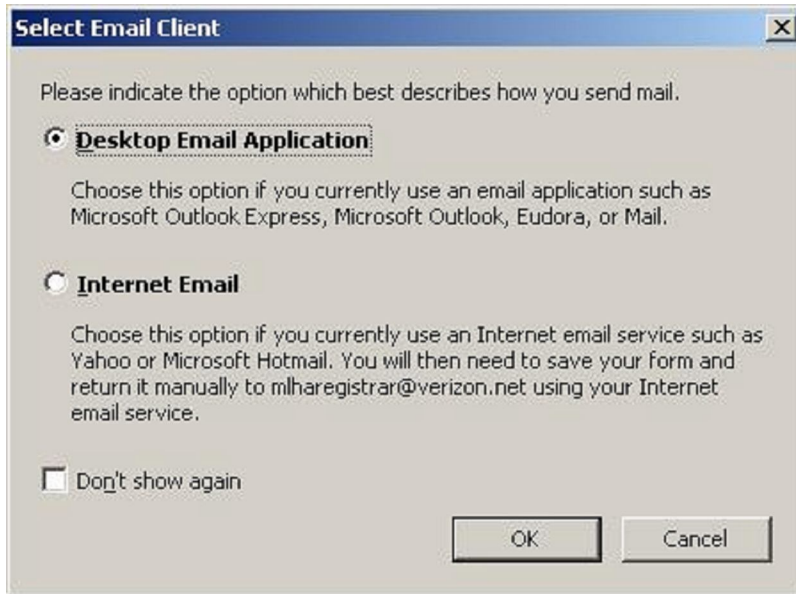 Select Email Client
Please indicate the option which best describes how you send mail.
Desktop Email Application
Choose this option if you currently use an email application such as
Microsoft Outlook Express, Microsoft Outlook, Eudora, or Mail.
Internet Email
Choose this option if you currently use an Internet email service such as
Yahoo or Microsoft Hotmail. You will then need to save your form and
return it manually to mlharegistrar@verizon.net using your Internet
email service.
Don't show again
OK Cancel